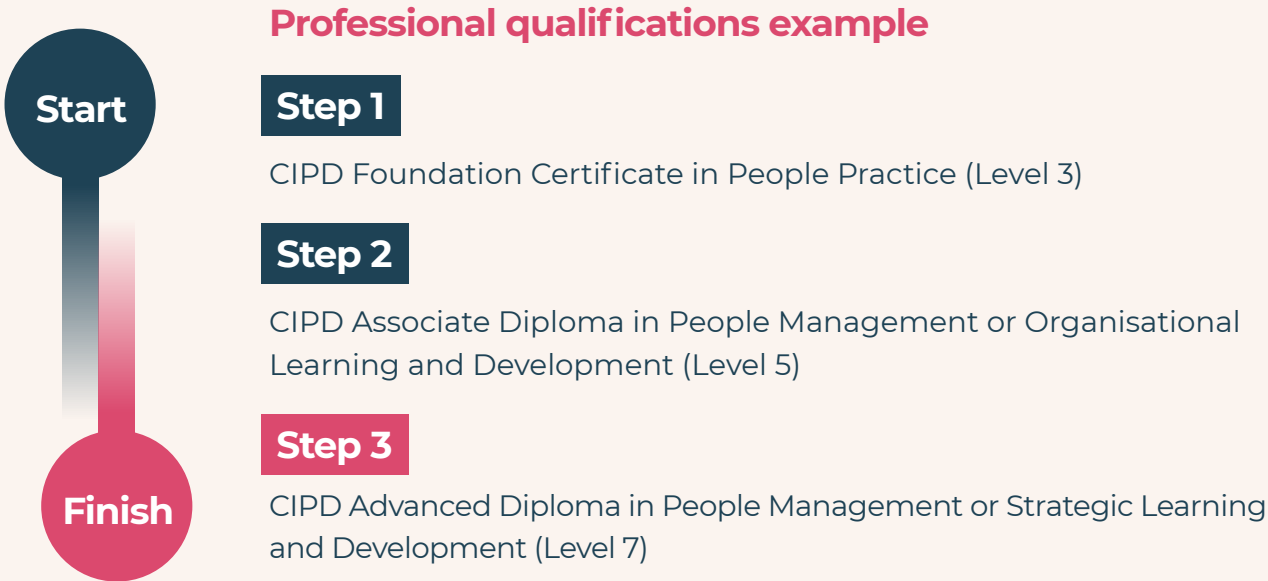 Professional qualifications example
Start
Step 1
CIPD Foundation Certificate in People Practice (Level 3)
Step 2
CIPD Associate Diploma in People Management or Organisational
Learning and Development (Level 5)
Step 3
Finish
CIPD Advanced Diploma in People Management or Strategic Learning
and Development (Level 7)